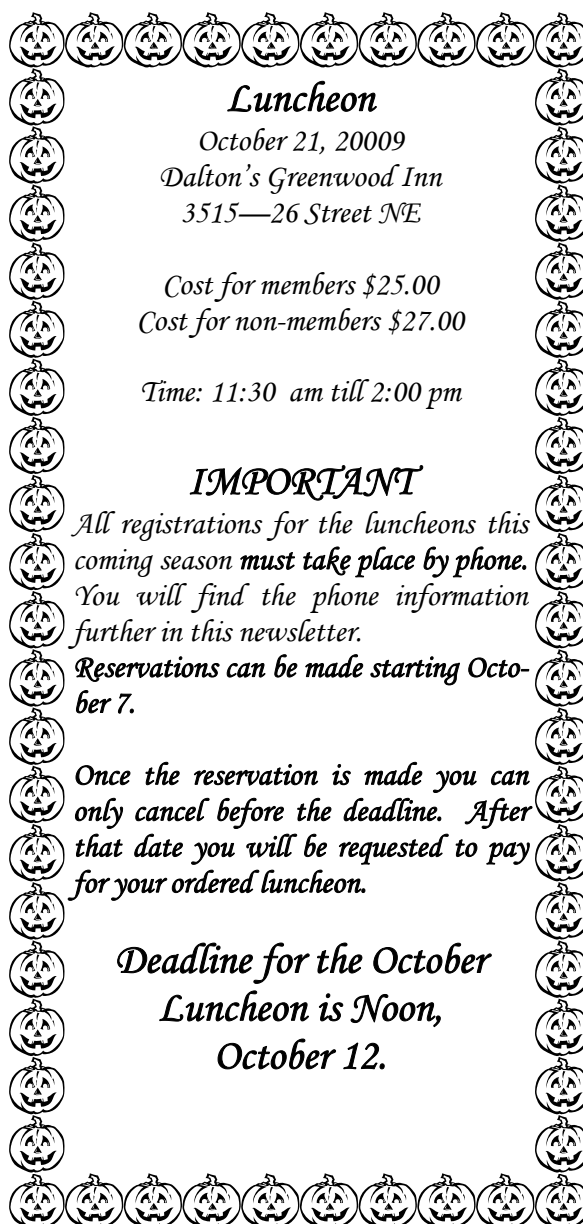 Luncheon
October 21, 20009
Dalton's Greenwood Inn
3515—26 Street NE
Cost for members $25.00
Cost for non-members $27.00
Time: 11:30  am till 2:00 pm
IMPORTANT
All registrations for the luncheons this
coming season must take place by phone.
You will find the phone information
further in this newsletter.
Reservations can be made starting Octo-
ber 7.
Once the reservation is made you can
only cancel before the deadline.  After
that date you will be requested to pay
for your ordered luncheon.
Deadline for the October
Luncheon is Noon,
October 12.